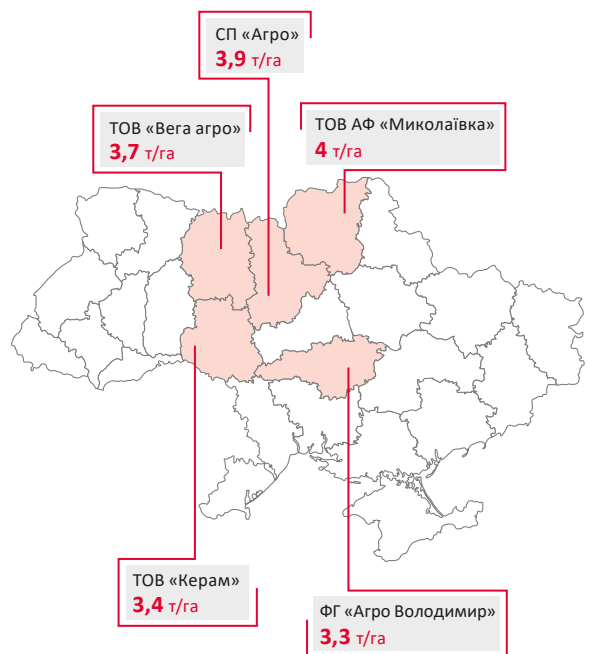 СП «Агро»
3,9 т/га
ТОВ «Вега агро»
3,7 т/га
ТОВ АФ «Миколаївка»
4 т/га
ТОВ «Керам»
3,4 т/га
ФГ «Агро Володимир»
3,3 т/га